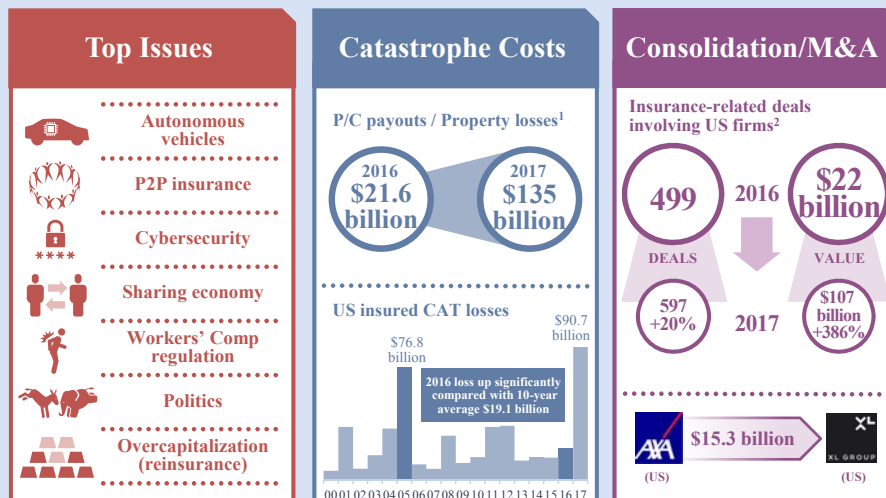 Top Issues
Autonomous
vehicles
P2P insurance
****
Cybersecurity
Sharing economy
Workers' Comp
regulation
Politics
Overcapitalization
(reinsurance)
Catastrophe Costs
P/C payouts / Property losses¹
2016
$21.6
billion
2017
$135
billion
US insured CAT losses
$76.8
billion
$90.7
billion
2016 loss up significantly
compared with 10-year
average $19.1 billion
00 01 02 03 04 05 06 07 08 09 10 11 12 13 14 15 16 17
Consolidation/M&A
Insurance-related deals
involving US firms²
499
2016
$22
billion
DEALS
VALUE
597
+20%
2017
$107
billion
+386%
AXA
$15.3 billion
XL
XL GROUP
(US)
(US)